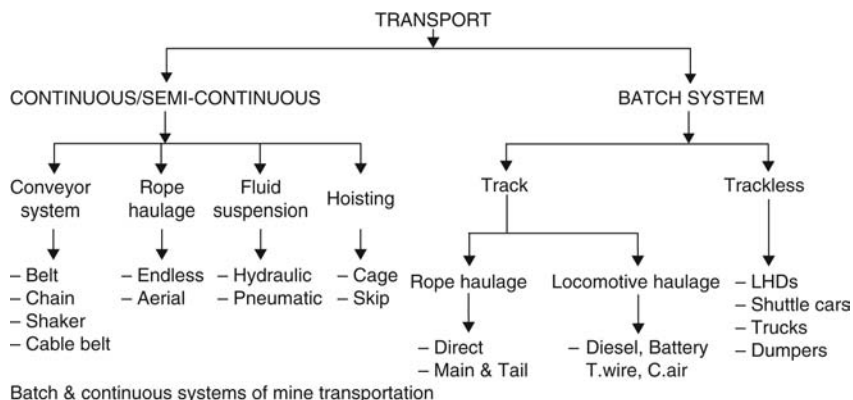 TRANSPORT
CONTINUOUS/SEMI-CONTINUOUS
BATCH SYSTEM
Conveyor
system
Rope
haulage
Fluid
suspension
Hoisting
Track
Trackless
– Belt
– Chain
– Shaker
– Cable belt
– Endless
– Aerial
– Hydraulic
– Pneumatic
– Cage
– Skip
Rope haulage
Locomotive haulage
– LHDs
– Shuttle cars
– Trucks
– Dumpers
– Direct
– Main & Tail
– Diesel, Battery
T.wire, C.air
Batch & continuous systems of mine transportation